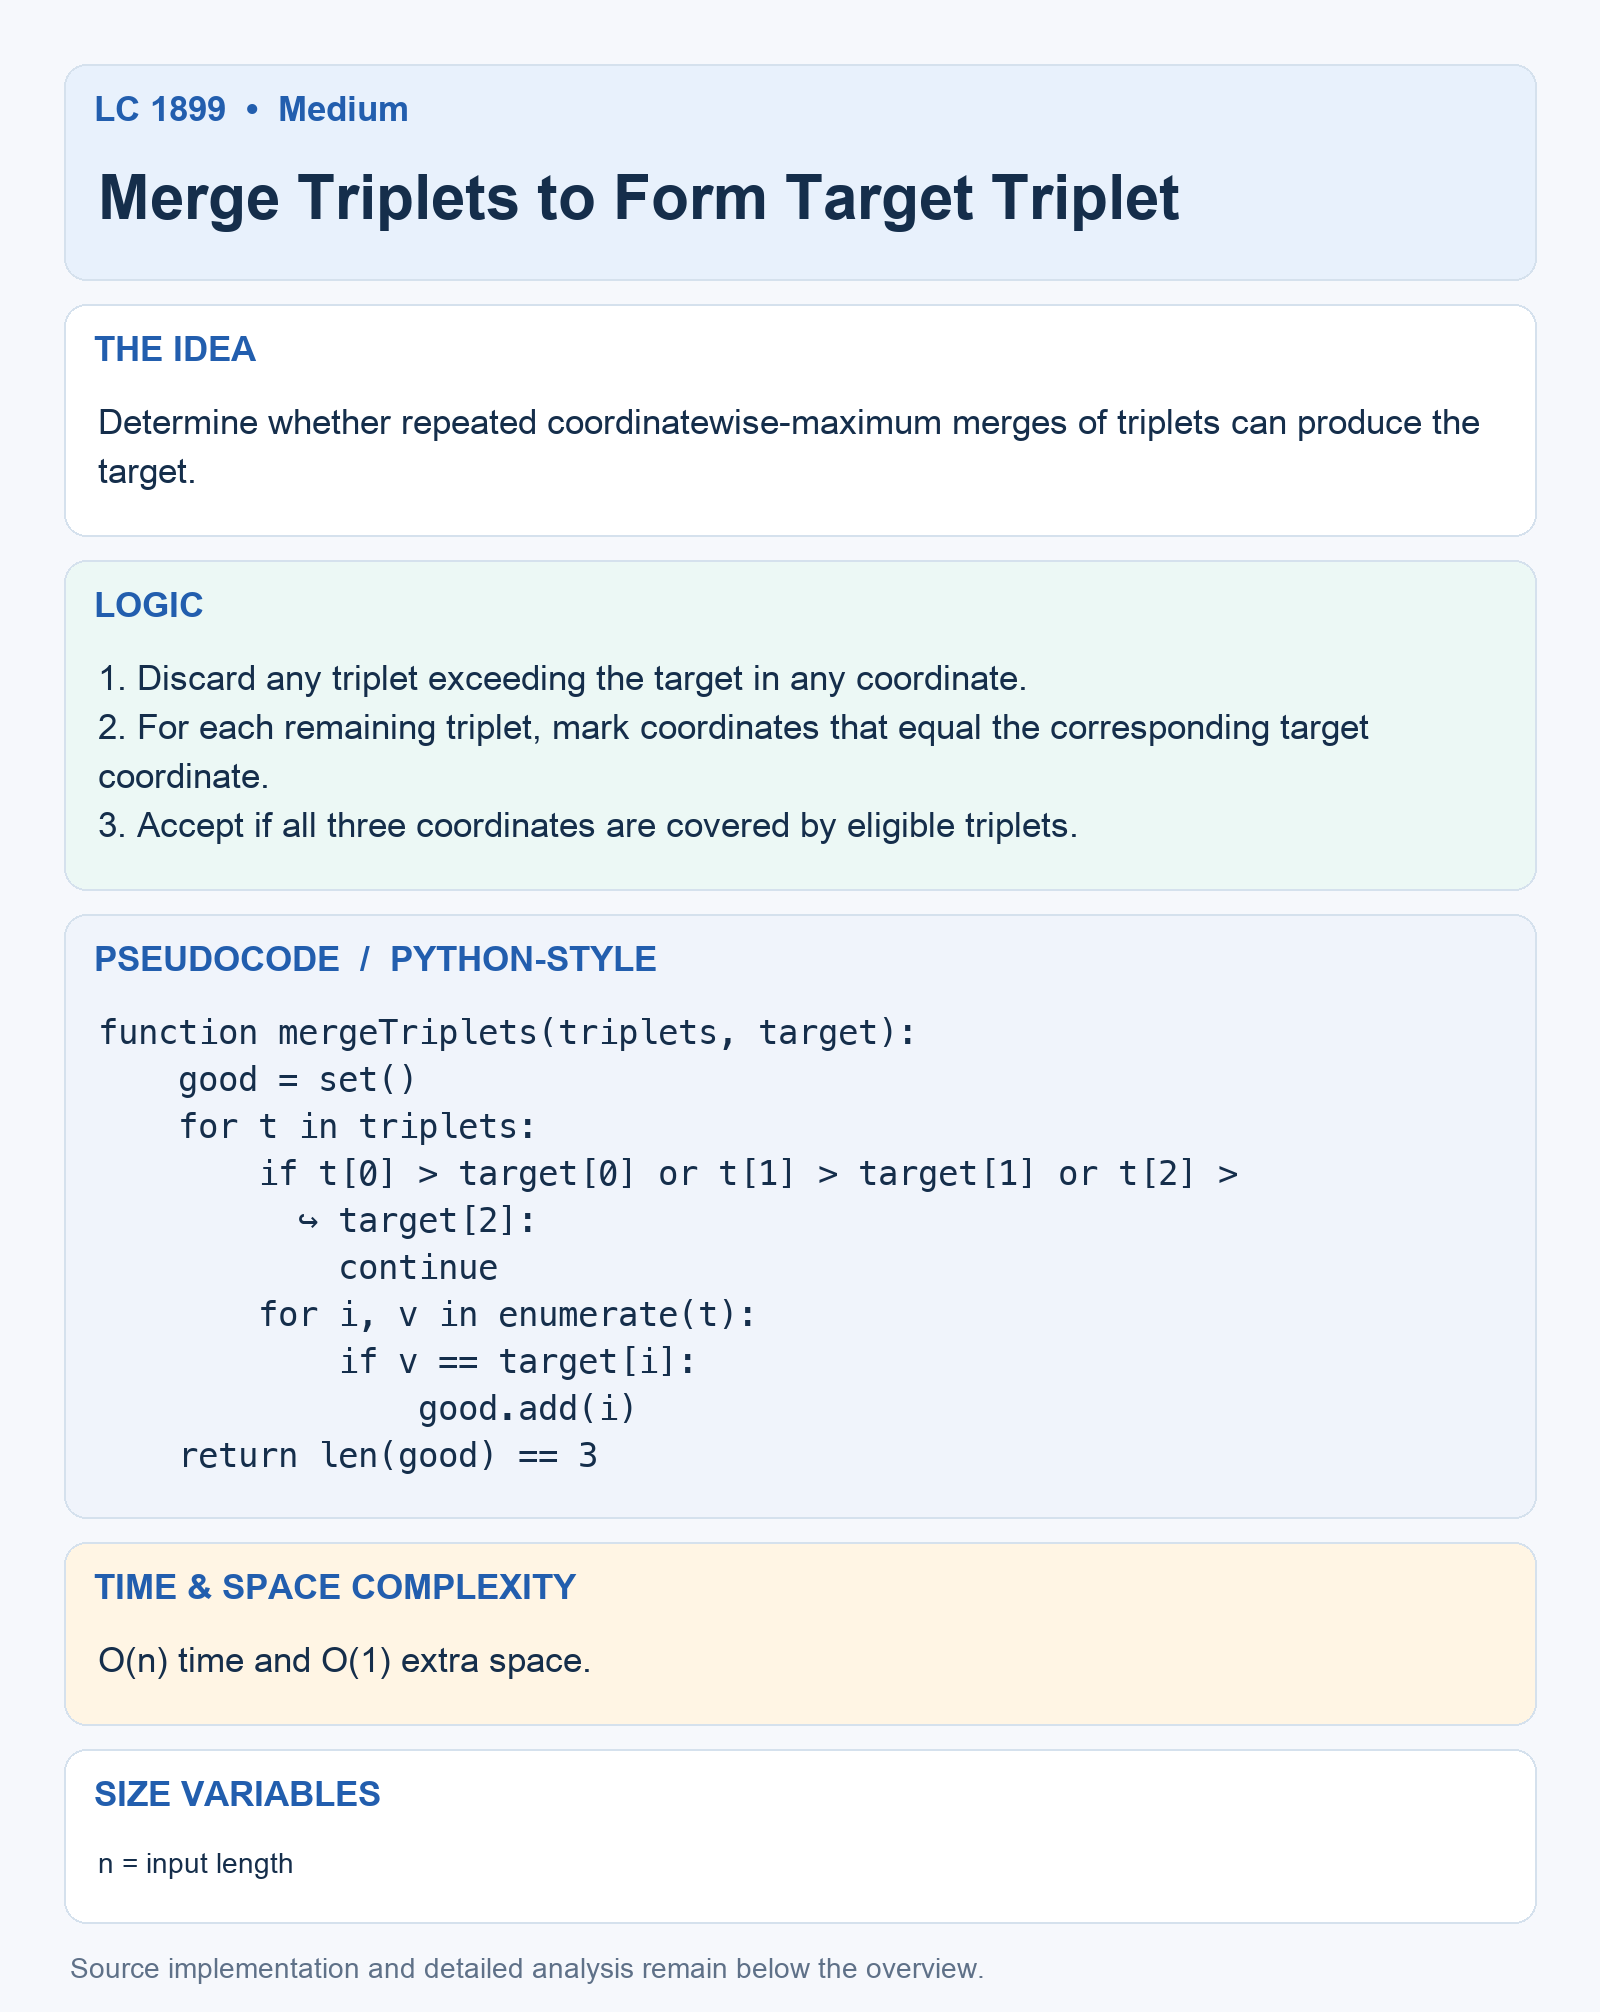 LC 1899 • Medium
Merge Triplets to Form Target Triplet
THE IDEA
Determine whether repeated coordinatewise-maximum merges of triplets can produce the
target.
LOGIC
1. Discard any triplet exceeding the target in any coordinate.
2. For each remaining triplet, mark coordinates that equal the corresponding target
coordinate.
3. Accept if all three coordinates are covered by eligible triplets.
PSEUDOCODE / PYTHON-STYLE
function mergeTriplets(triplets, target):
    good = set()
    for t in triplets:
        if t[0] > target[0] or t[1] > target[1] or t[2] >
          ↪ target[2]:
            continue
        for i, v in enumerate(t):
            if v == target[i]:
                good.add(i)
    return len(good) == 3
TIME & SPACE COMPLEXITY
O(n) time and O(1) extra space.
SIZE VARIABLES
n = input length
Source implementation and detailed analysis remain below the overview.